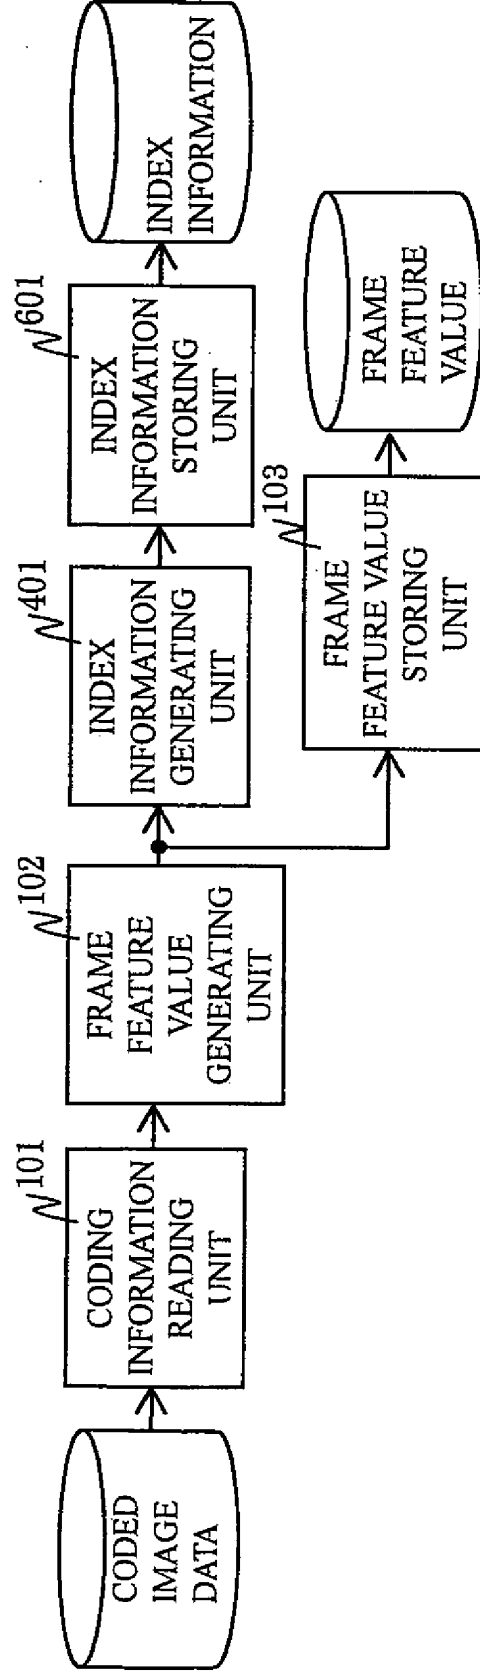 CODED
IMAGE
DATA
101
CODING
INFORMATION
READING
UNIT
102
FRAME
FEATURE
VALUE
GENERATING
UNIT
401
INDEX
INFORMATION
GENERATING
UNIT
601
INDEX
INFORMATION
STORING
UNIT
INDEX
INFORMATION
103
FRAME
FEATURE VALUE
STORING
UNIT
FRAME
FEATURE
VALUE